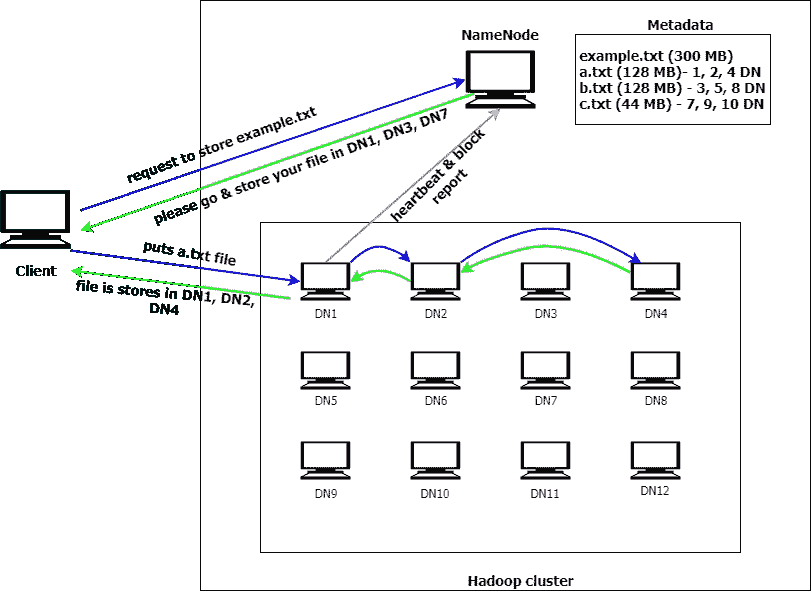 Metadata
NameNode
example.txt (300 MB)
a.txt (128 MB)- 1, 2, 4 DN
b.txt (128 MB) - 3, 5, 8 DN
c.txt (44 MB) - 7, 9, 10 DN
request to store example.txt
please go & store your file in DN1, DN3, DN7
heartbeat & block
report
Client
puts a.txt file
file is stores in DN1, DN2,
DN4
DN1
DN2
DN3
DN4
DN5
DN6
DN7
DN8
DN9
DN10
DN11
DN12
Hadoop cluster